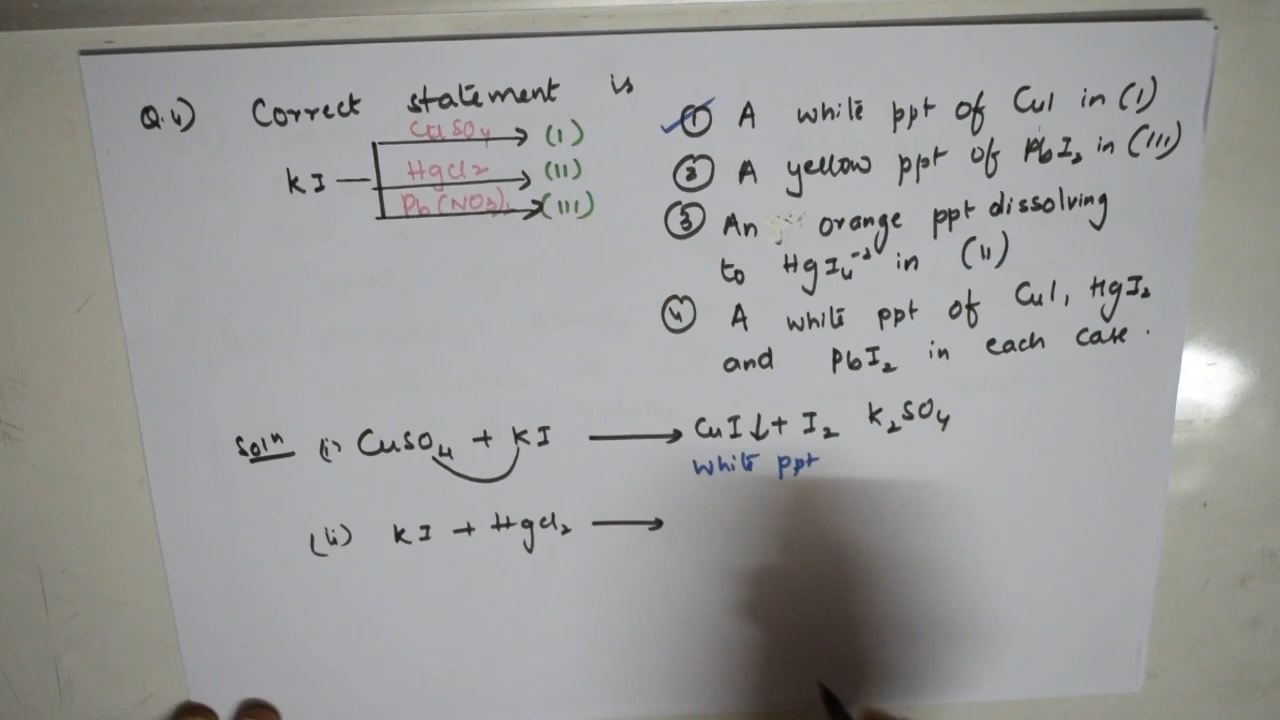 Q.4) Correct statement is
KI
CuSO4 (I)
HgCl2 (II)
Pb(NO3)2 (III)
① A white ppt of CuI in (I)
② A yellow ppt of PbI2 in (III)
③ An orange ppt dissolving
to HgI4-2 in (II)
④ A white ppt of CuI, HgI2
and PbI2 in each case.
Soln (i) CuSO4 + KI → CuI↓ + I2 K2SO4
white ppt
(ii) KI + HgCl2 →